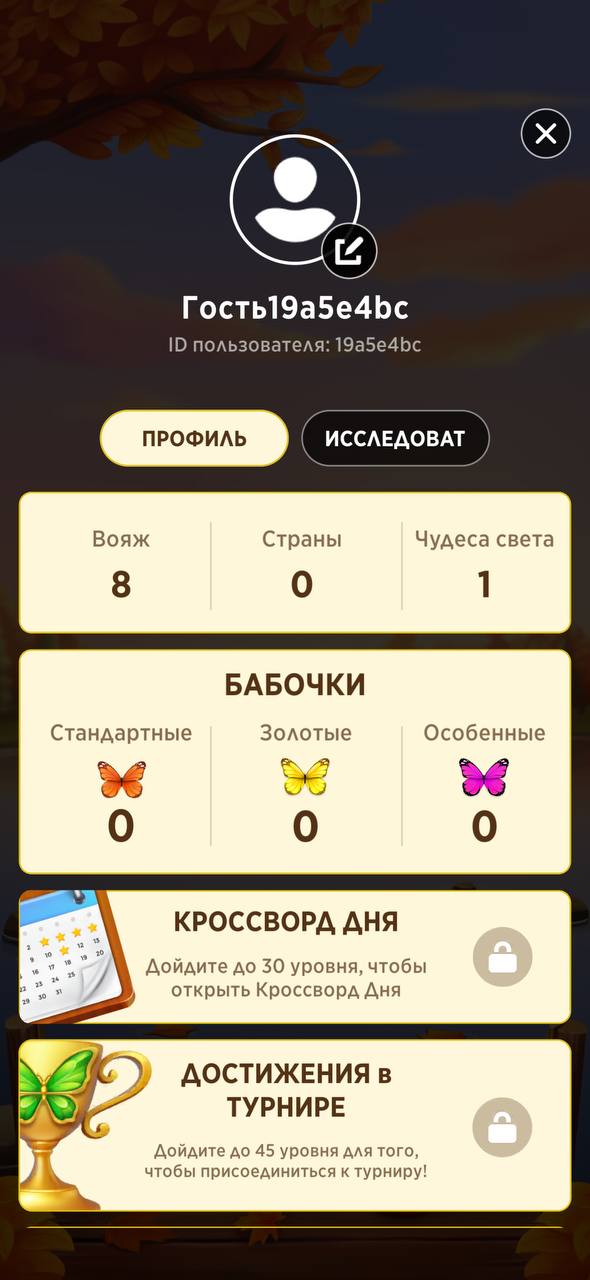 Гость19a5e4bc
ID пользователя: 19a5e4bc
ПРОФИЛЬ
ИССЛЕДОВАТ
Вояж
Страны
Чудеса света
8
0
1
БАБОЧКИ
Стандартные
Золотые
Особенные
0
0
0
КРОССВОРД ДНЯ
Дойдите до 30 уровня, чтобы
открыть Кроссворд Дня
ДОСТИЖЕНИЯ в
ТУРНИРЕ
Дойдите до 45 уровня для того,
чтобы присоединиться к турниру!